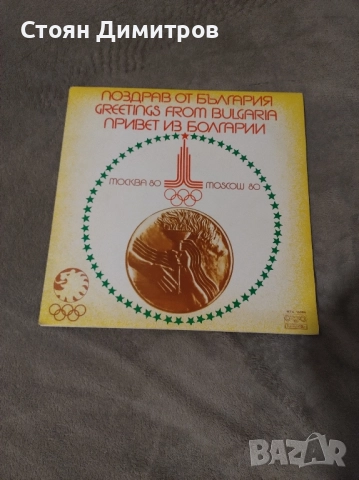 Стоян Димитров
ПОЗДРАВ ОТ БЪЛГАРИЯ
GREETINGS FROM BULGARIA
ПРИВЕТ ИЗ БОЛГАРИИ
МОСКВА 80 MOSCOW 80
BAZAR